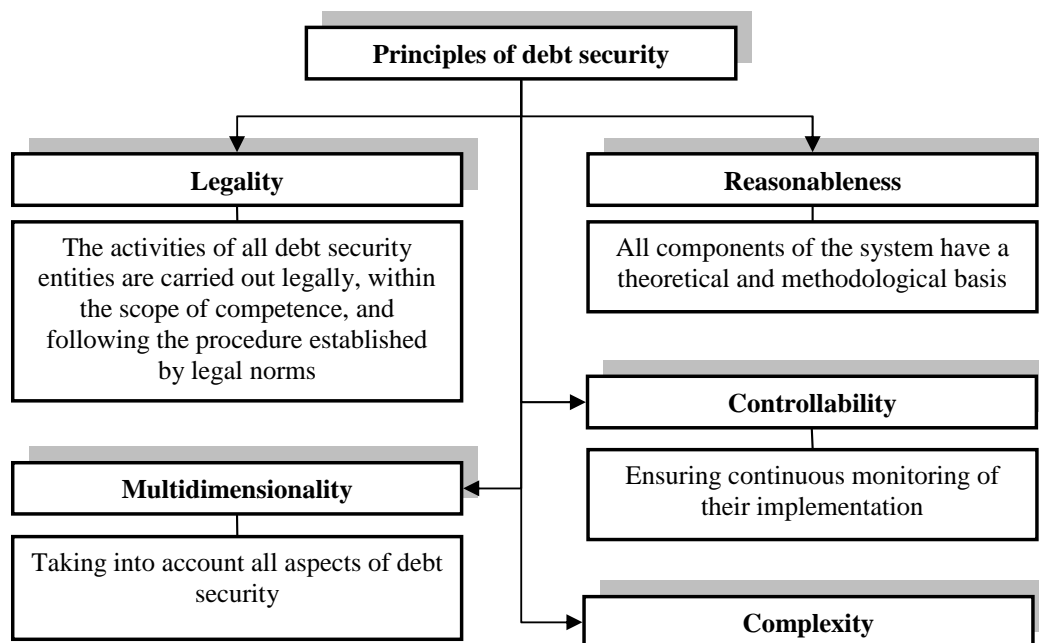 Principles of debt security
Legality
The activities of all debt security
entities are carried out legally, within
the scope of competence, and
following the procedure established
by legal norms
Reasonableness
All components of the system have a
theoretical and methodological basis
Controllability
Ensuring continuous monitoring of
their implementation
Multidimensionality
Taking into account all aspects of debt
security
Complexity